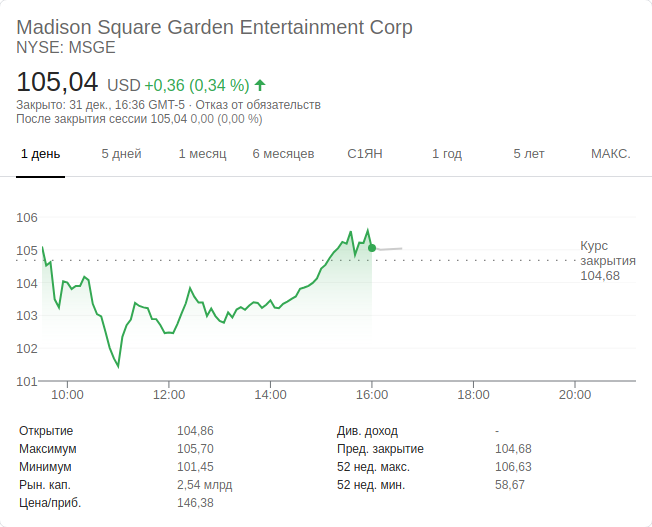 Madison Square Garden Entertainment Corp
NYSE: MSGE
105,04 USD +0,36 (0,34 %)
Закрыто: 31 дек., 16:36 GMT-5 · Отказ от обязательств
После закрытия сессии 105,04 0,00 (0,00 %)
1 день 5 дней 1 месяц 6 месяцев С1ЯН 1 год 5 лет МАКС.
106
105
104
103
102
101
Курс
закрытия
104,68
10:00 12:00 14:00 16:00 18:00 20:00
Открытие 104,86 Див. доход -
Максимум 105,70 Пред. закрытие 104,68
Минимум 101,45 52 нед. макс. 106,63
Рын. кап. 2,54 млрд 52 нед. мин. 58,67
Цена/приб. 146,38